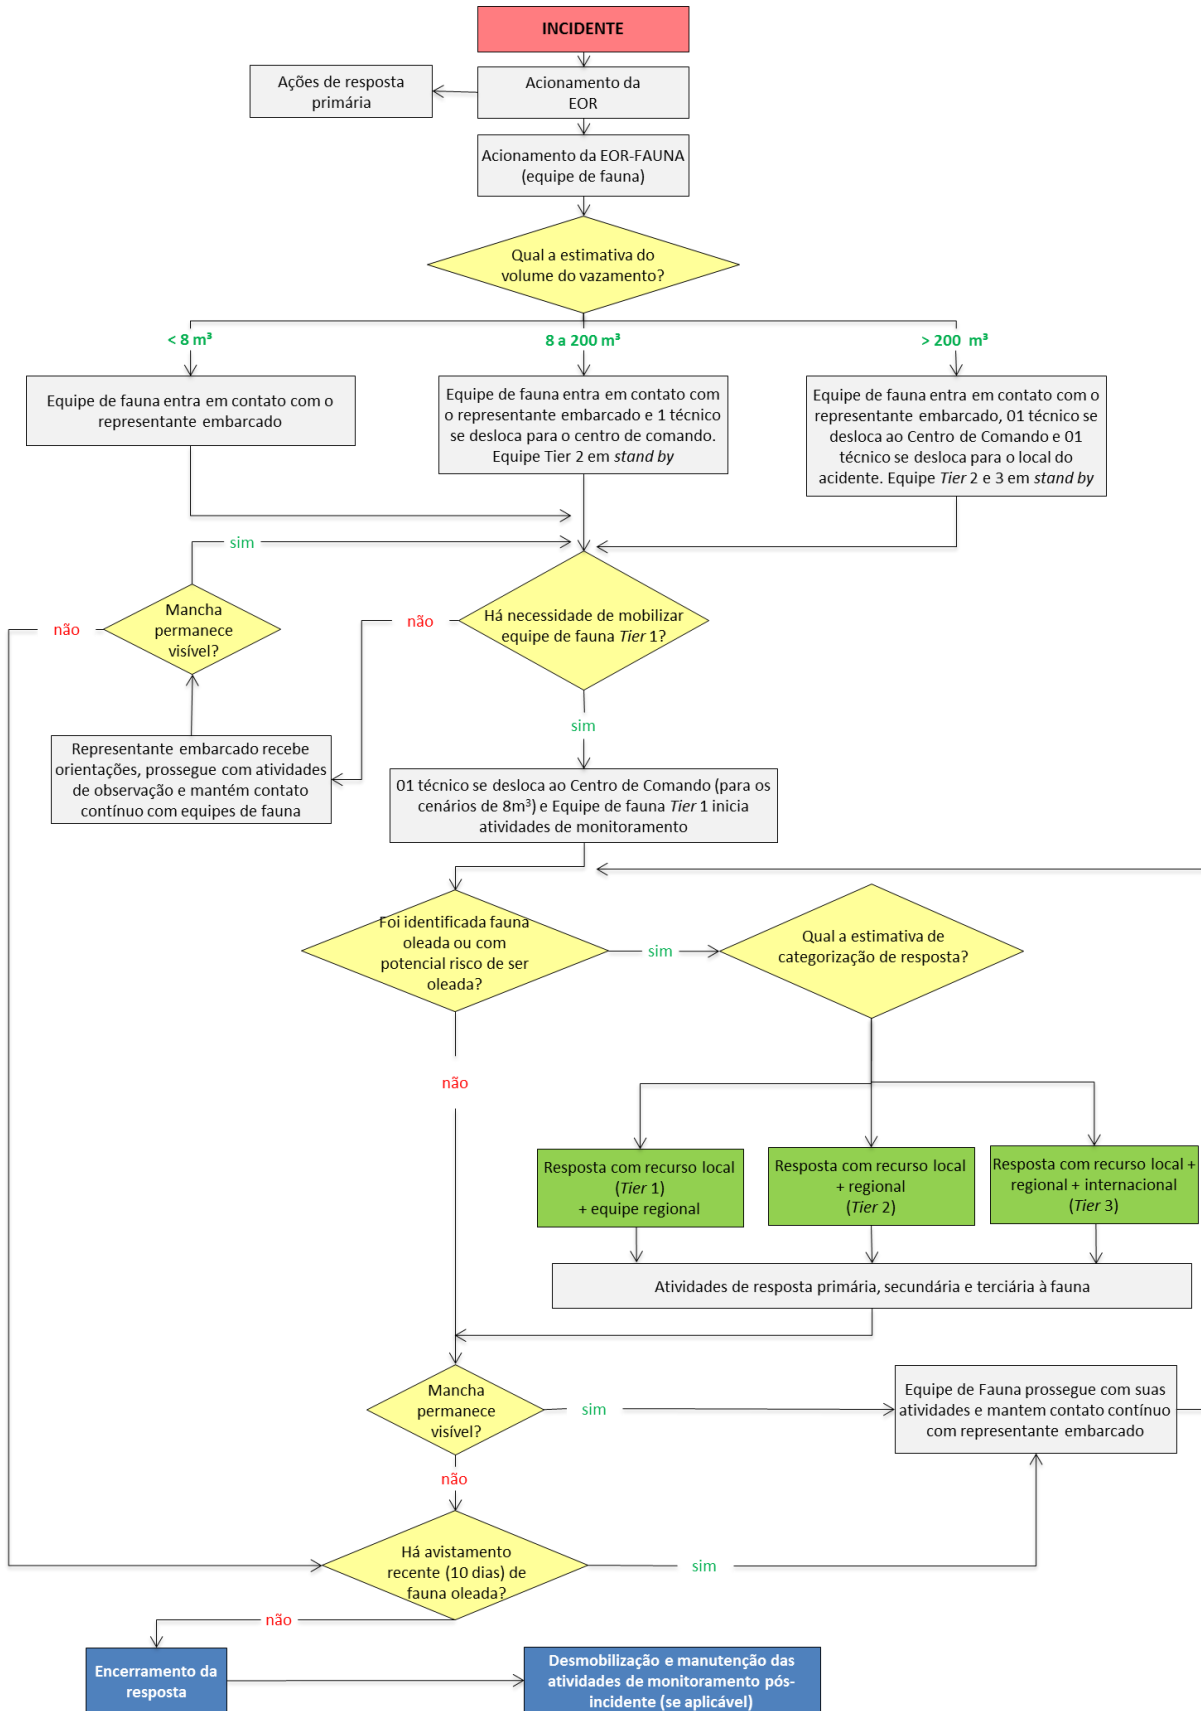 INCIDENTE
Ações de resposta
primária
Acionamento da
EOR
Acionamento da EOR-FAUNA
(equipe de fauna)
Qual a estimativa do
volume do vazamento?
< 8 m³
8 a 200 m³
> 200 m³
Equipe de fauna entra em contato com o
representante embarcado
Equipe de fauna entra em contato com
o representante embarcado e 1 técnico
se desloca para o centro de comando.
Equipe Tier 2 em stand by
Equipe de fauna entra em contato com o
representante embarcado, 01 técnico se
desloca ao Centro de Comando e 01
técnico se desloca para o local do
acidente. Equipe Tier 2 e 3 em stand by
sim
Mancha
permanece
visível?
não
não
Há necessidade de mobilizar
equipe de fauna Tier 1?
sim
Representante embarcado recebe
orientações, prossegue com atividades
de observação e mantém contato
contínuo com equipes de fauna
01 técnico se desloca ao Centro de Comando (para os
cenários de 8m³) e Equipe de fauna Tier 1 inicia
atividades de monitoramento
Foi identificada fauna
oleada ou com
potencial risco de ser
oleada?
sim
Qual a estimativa de
categorização de resposta?
não
Resposta com recurso local
(Tier 1)
+ equipe regional
Resposta com recurso local
+ regional
(Tier 2)
Resposta com recurso local +
regional + internacional
(Tier 3)
Atividades de resposta primária, secundária e terciária à fauna
Mancha
permanece
visível?
sim
Equipe de Fauna prossegue com suas
atividades e mantem contato contínuo
com representante embarcado
não
Há avistamento
recente (10 dias) de
fauna oleada?
sim
não
Encerramento da
resposta
Desmobilização e manutenção das
atividades de monitoramento pós-
incidente (se aplicável)